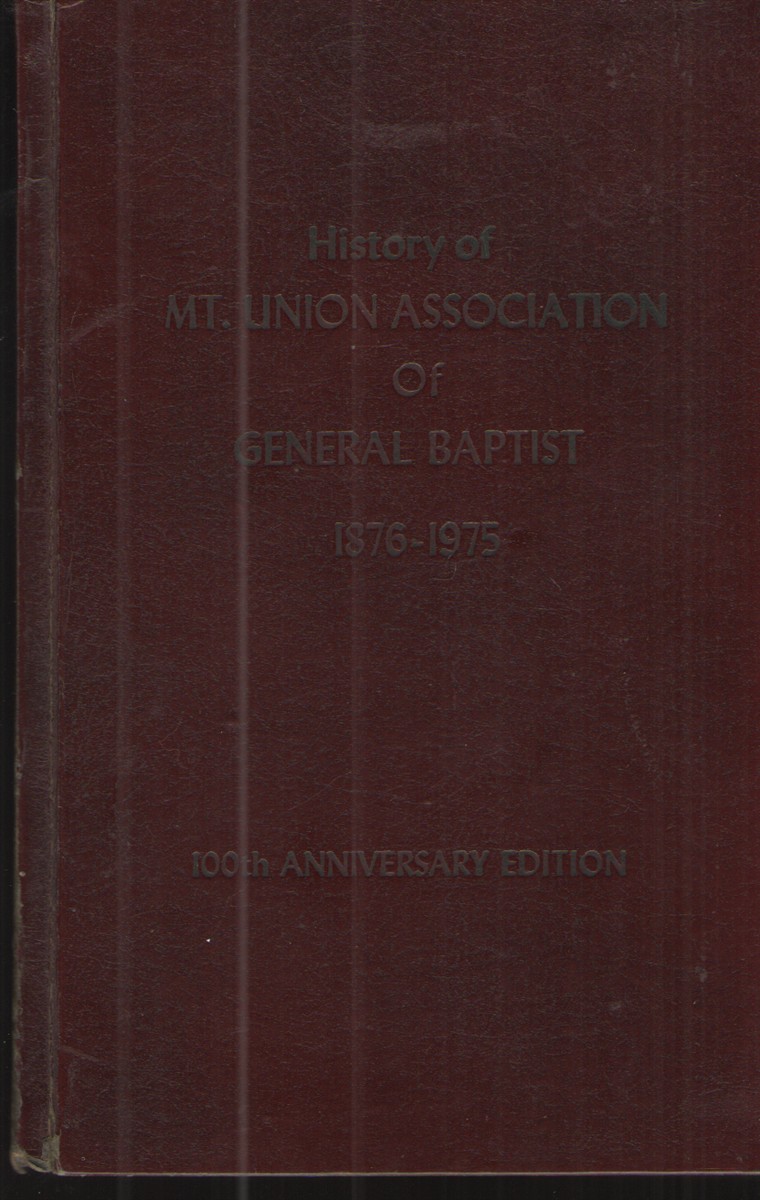 History of
MT. UNION ASSOCIATION
Of
GENERAL BAPTIST
1876-1975
100th ANNIVERSARY EDITION